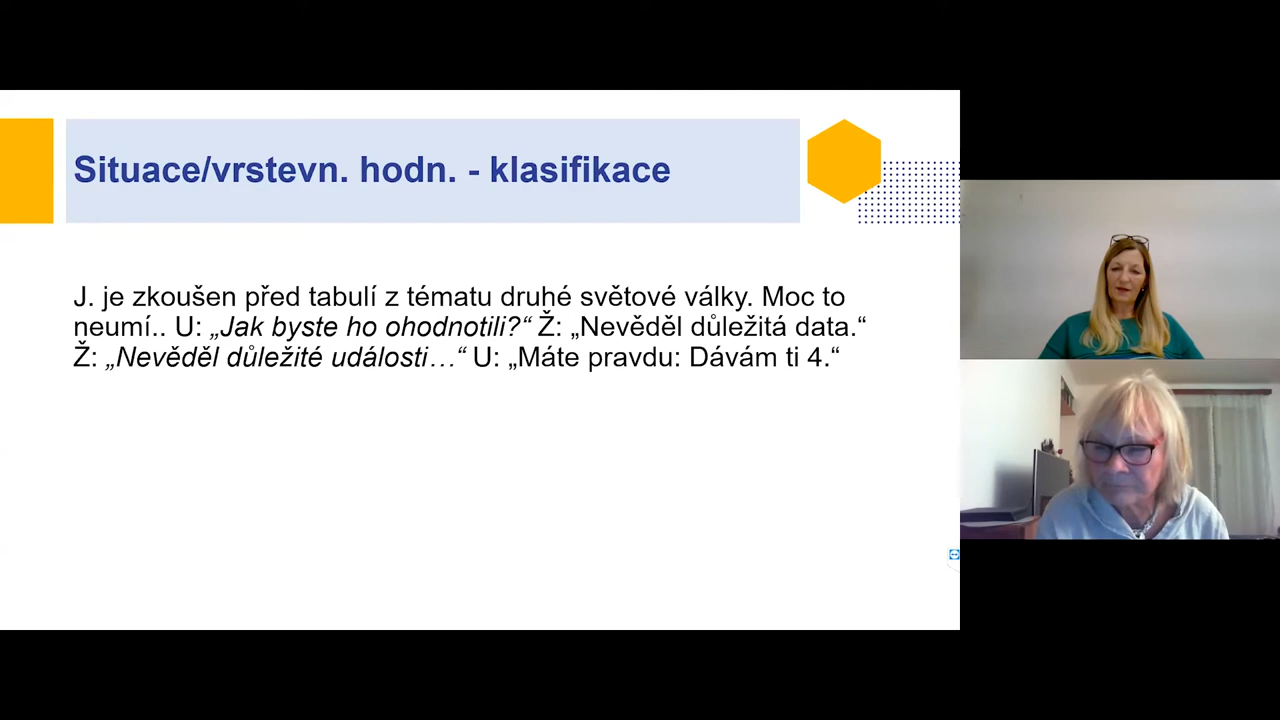 Situace/vrstevn. hodn. - klasifikace
J. je zkoušen před tabulí z tématu druhé světové války. Moc to
neumí.. U: „Jak byste ho ohodnotili?“ Ž: „Nevěděl důležitá data.“
Ž: „Nevěděl důležité události…“ U: „Máte pravdu: Dávám ti 4.“